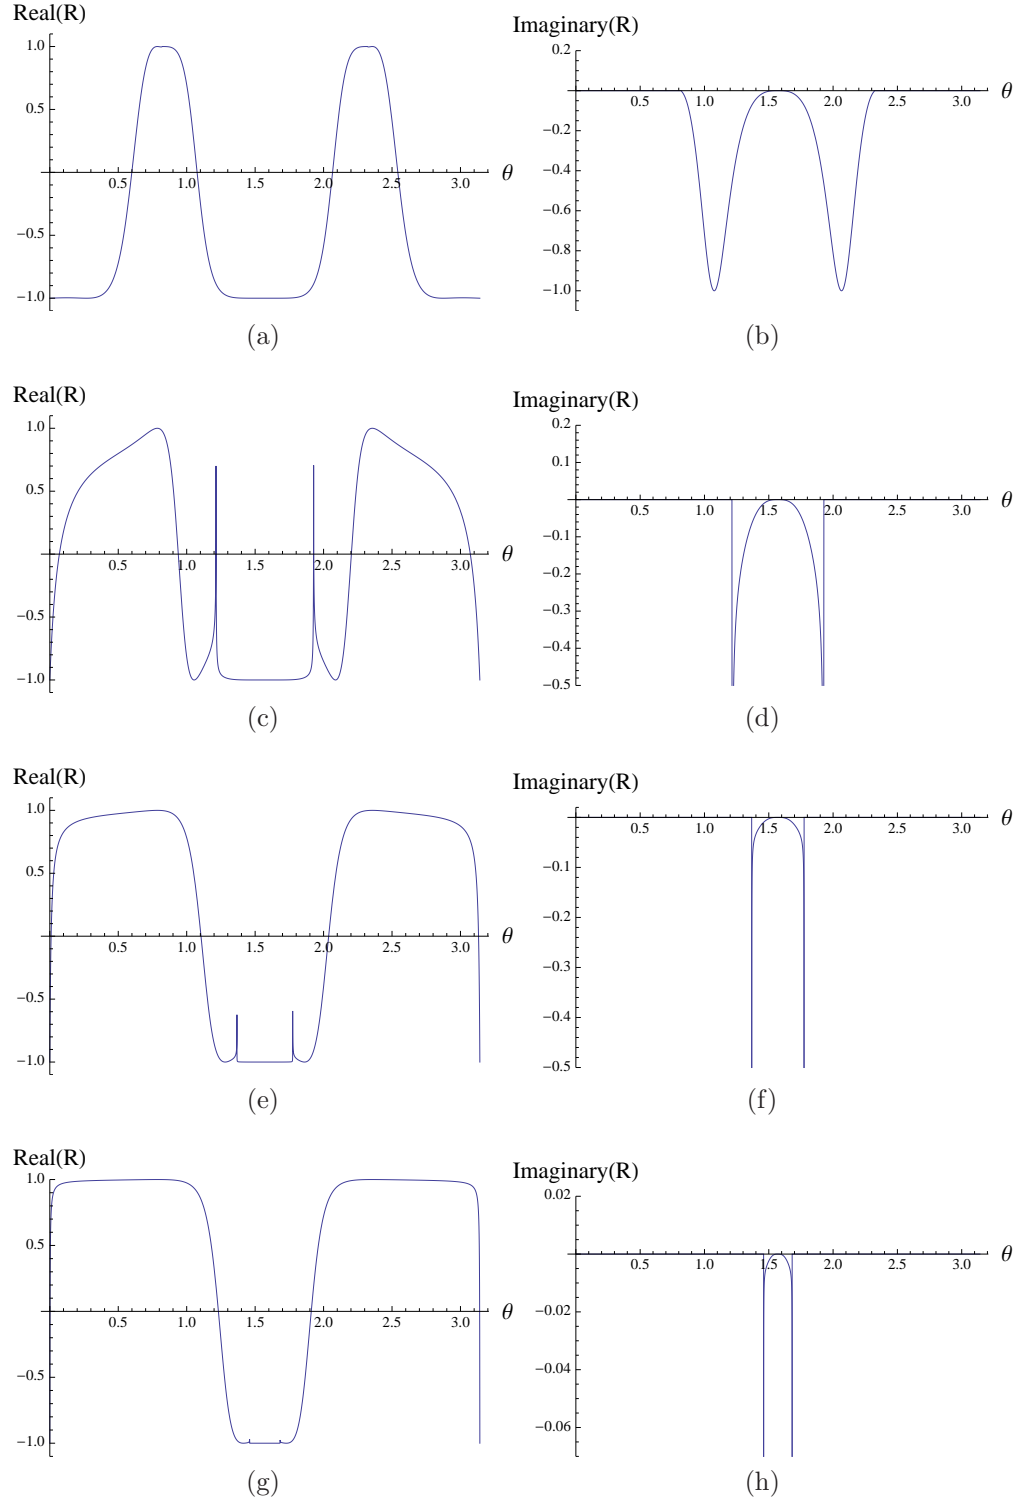 Real(R)
1.0
0.5
−0.5
−1.0
0.5 1.0 1.5 2.0 2.5 3.0 θ
(a)
Imaginary(R)
0.2
−0.2
−0.4
−0.6
−0.8
−1.0
0.5 1.0 1.5 2.0 2.5 3.0 θ
(b)
Real(R)
1.0
0.5
−0.5
−1.0
0.5 1.0 1.5 2.0 2.5 3.0 θ
(c)
Imaginary(R)
0.2
0.1
−0.1
−0.2
−0.3
−0.4
−0.5
0.5 1.0 1.5 2.0 2.5 3.0 θ
(d)
Real(R)
1.0
0.5
−0.5
−1.0
0.5 1.0 1.5 2.0 2.5 3.0 θ
(e)
Imaginary(R)
−0.1
−0.2
−0.3
−0.4
−0.5
0.5 1.0 1.5 2.0 2.5 3.0 θ
(f)
Real(R)
1.0
0.5
−0.5
−1.0
0.5 1.0 1.5 2.0 2.5 3.0 θ
(g)
Imaginary(R)
0.02
−0.02
−0.04
−0.06
0.5 1.0 1.5 2.0 2.5 3.0 θ
(h)